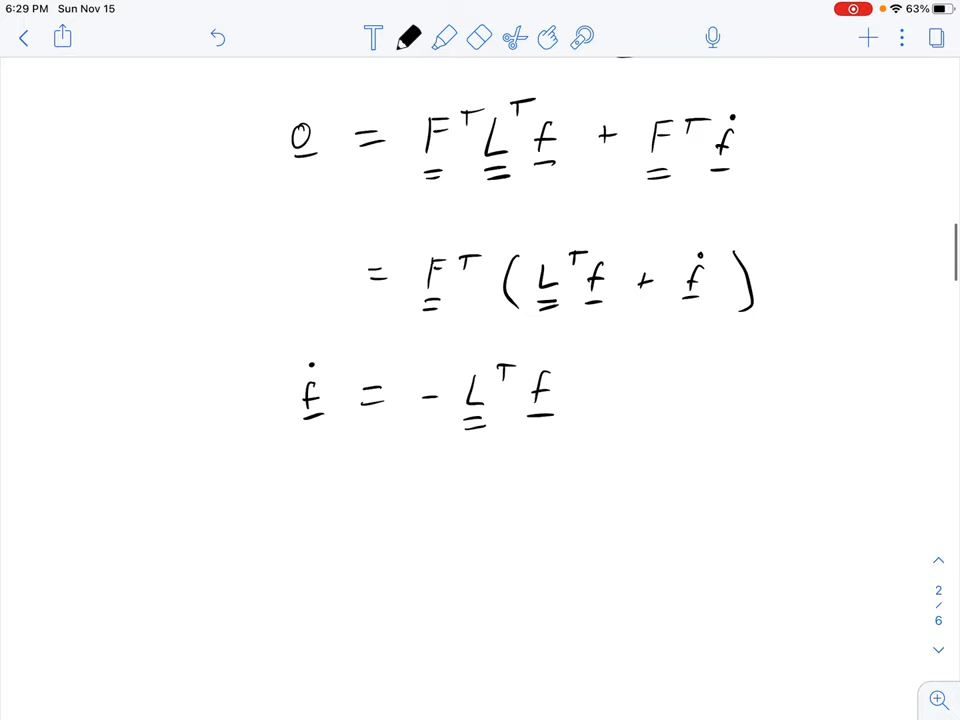 6:29 PM Sun Nov 15 63%
T
0 = F^T L^T f + F^T ḟ
= F^T ( L^T f + ḟ )
ḟ = - L^T f
2
/
6